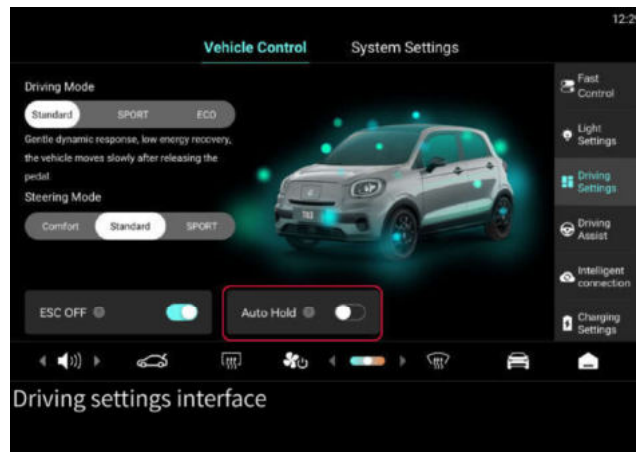 12:2
Vehicle Control
System Settings
Driving Mode
Standard
SPORT
ECO
Gentle dynamic response, low energy recovery,
the vehicle moves slowly after releasing the
pedal
Steering Mode
Comfort
Standard
SPORT
ESC OFF
Auto Hold
Fast
Control
Light
Settings
Driving
Settings
Driving
Assist
Intelligent
connection
Charging
Settings
Driving settings interface